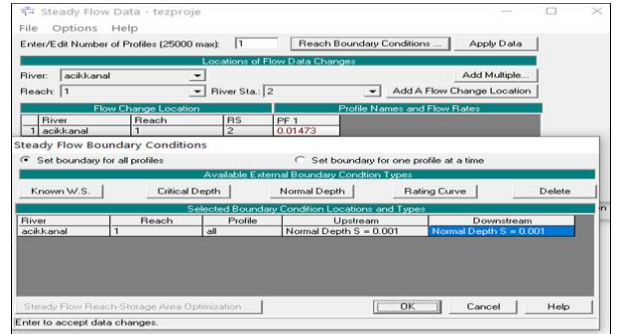 Steady Flow Data - tezproje
File Options Help
Enter/Edit Number of Profiles (25000 max): 1 Reach Boundary Conditions ... Apply Data
Locations of Flow Data Changes
River: acikkanal Add Multiple...
Reach: 1 River Sta.: 2 Add A Flow Change Location
Flow Change Location Profile Names and Flow Rates
River Reach RS PF 1
1 acikkanal 1 2 0.01473
Steady Flow Boundary Conditions
Set boundary for all profiles Set boundary for one profile at a time
Available External Boundary Condtion Types
Known W.S. Critical Depth Normal Depth Rating Curve Delete
Selected Boundary Condition Locations and Types
River Reach Profile Upstream Downstream
acikkanal 1 all Normal Depth S = 0.001 Normal Depth S = 0.001
Steady Flow Reach-Storage Area Optimization ... OK Cancel Help
Enter to accept data changes.